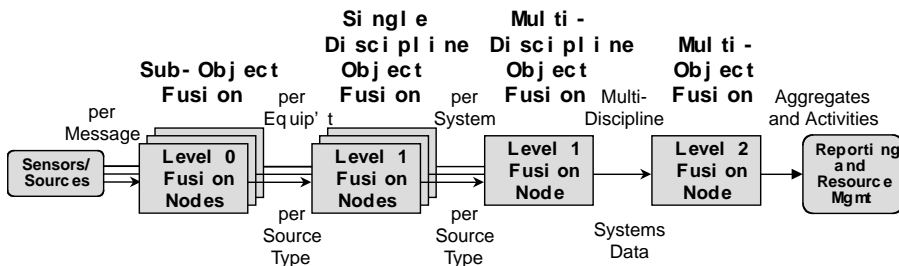 Sub-Object
Fusion
Single
Discipline
Object
Fusion
Multi-
Discipline
Object
Fusion
Multi-
Object
Fusion
per
Message
per
Equip't
per
System
Multi-
Discipline
Aggregates
and Activities
Sensors/
Sources
Level 0
Fusion
Nodes
Level 1
Fusion
Nodes
Level 1
Fusion
Node
Level 2
Fusion
Node
Reporting
and
Resource
Mgmt
per
Source
Type
per
Source
Type
Systems
Data